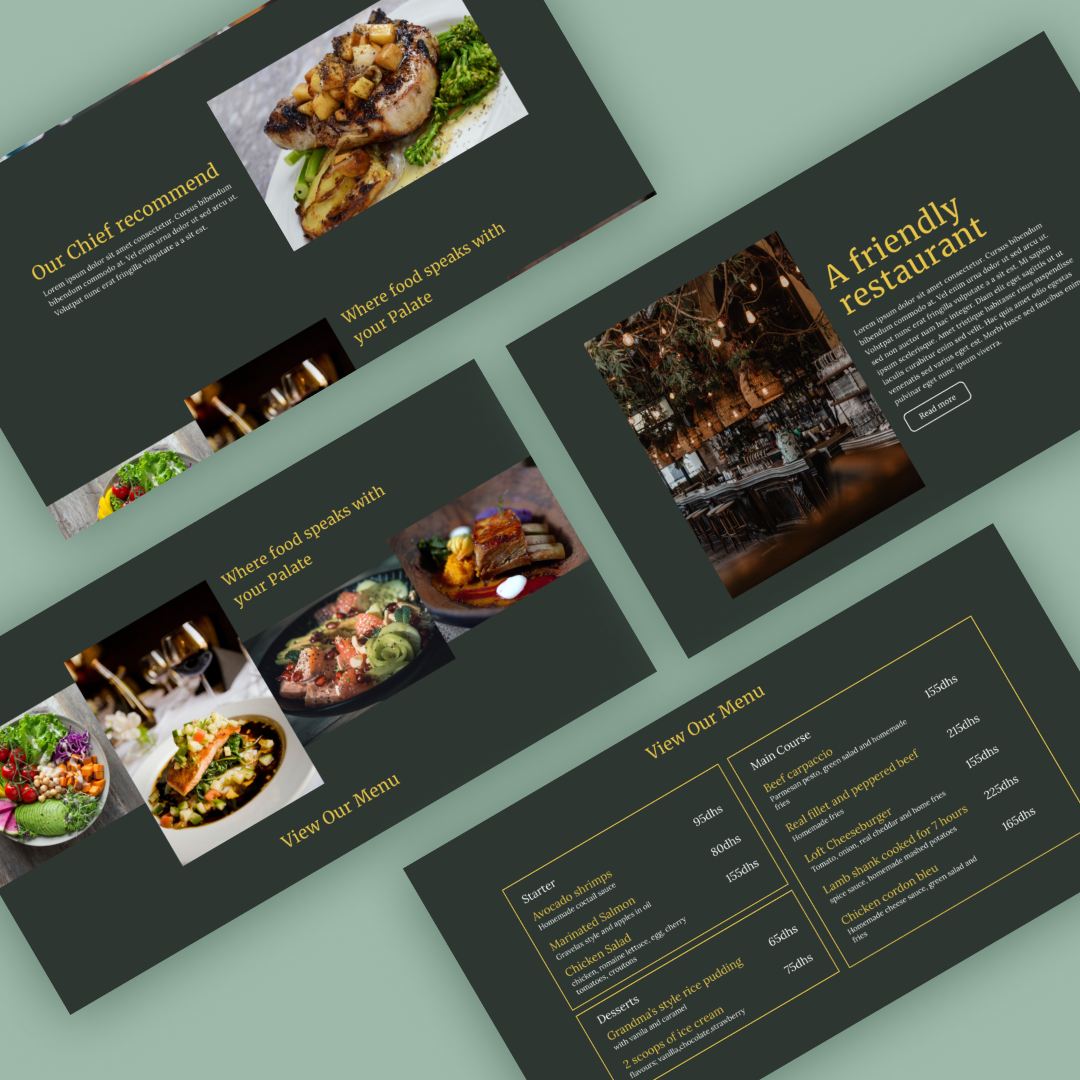 Our Chief recommend
Lorem ipsum dolor sit amet consectetur. Cursus bibendum
bibendum commodo at. Vel enim urna dolor ut sed arcu ut.
Volutpat nunc erat fringilla vulputate a a sit est.
Where food speaks with
your Palate
A friendly
restaurant
Lorem ipsum dolor sit amet consectetur. Cursus bibendum
bibendum commodo at. Vel enim urna dolor ut sed arcu ut.
Volutpat nunc erat fringilla vulputate a a sit est. Mi sapien
sed non auctor nam hac integer. Diam elit eget sagittis ut ut
ipsum scelerisque. Amet tristique habitasse risus suspendisse
iaculis curabitur enim sed velit. Hac quis amet odio egestas
venenatis sed varius eget est. Morbi fusce sed faucibus enim
pulvinar eget nunc ipsum viverra.
Read more
Where food speaks with
your Palate
View Our Menu
View Our Menu
Starter
Avocado shrimps
95dhs
Homemade coctail sauce
Marinated Salmon
80dhs
Gravelas style and apples in oil
Chicken Salad
155dhs
chicken, romaine lettuce, egg, cherry
tomatoes, croutons
Desserts
Grandma's style rice pudding
65dhs
with vanila and caramel
2 scoops of ice cream
75dhs
flavours: vanilla,chocolate,strawberry
Main Course
Beef carpaccio
155dhs
Parmesan pesto, green salad and homemade
fries
Real fillet and peppered beef
215dhs
Homemade fries
Loft Cheeseburger
155dhs
Tomato, onion, real cheddar and home fries
Lamb shank cooked for 7 hours
225dhs
spice sauce, homemade mashed potatoes
Chicken cordon bleu
165dhs
Homemade cheese sauce, green salad and
fries